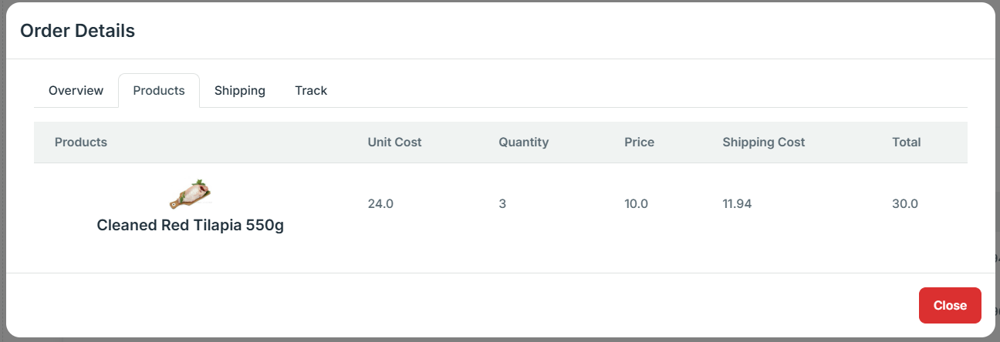 Order Details
Overview Products Shipping Track
Products Unit Cost Quantity Price Shipping Cost Total
24.0 3 10.0 11.94 30.0
Cleaned Red Tilapia 550g
Close